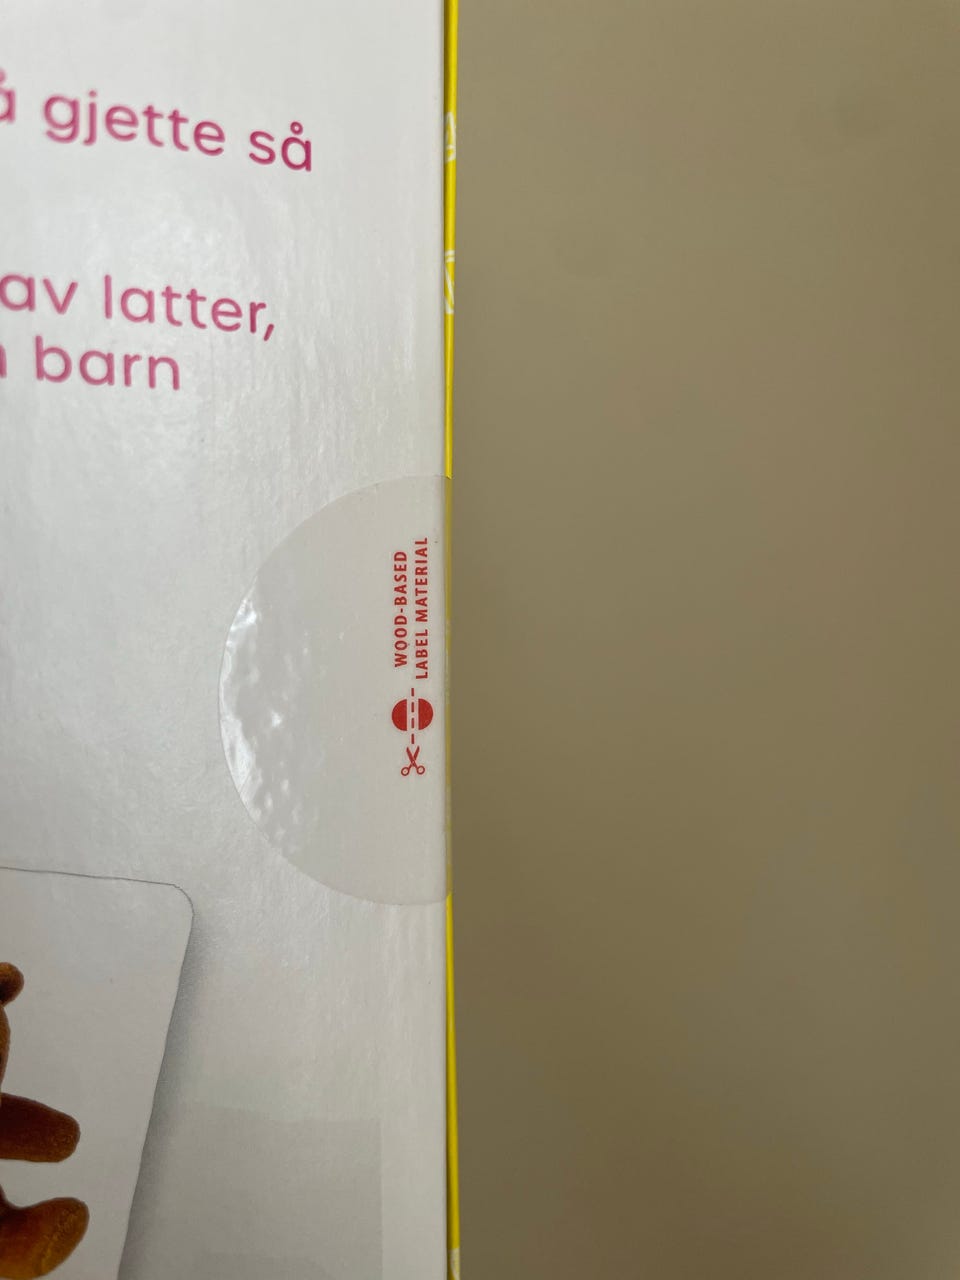 å gjette så
av latter,
barn
WOOD-BASED
LABEL MATERIAL